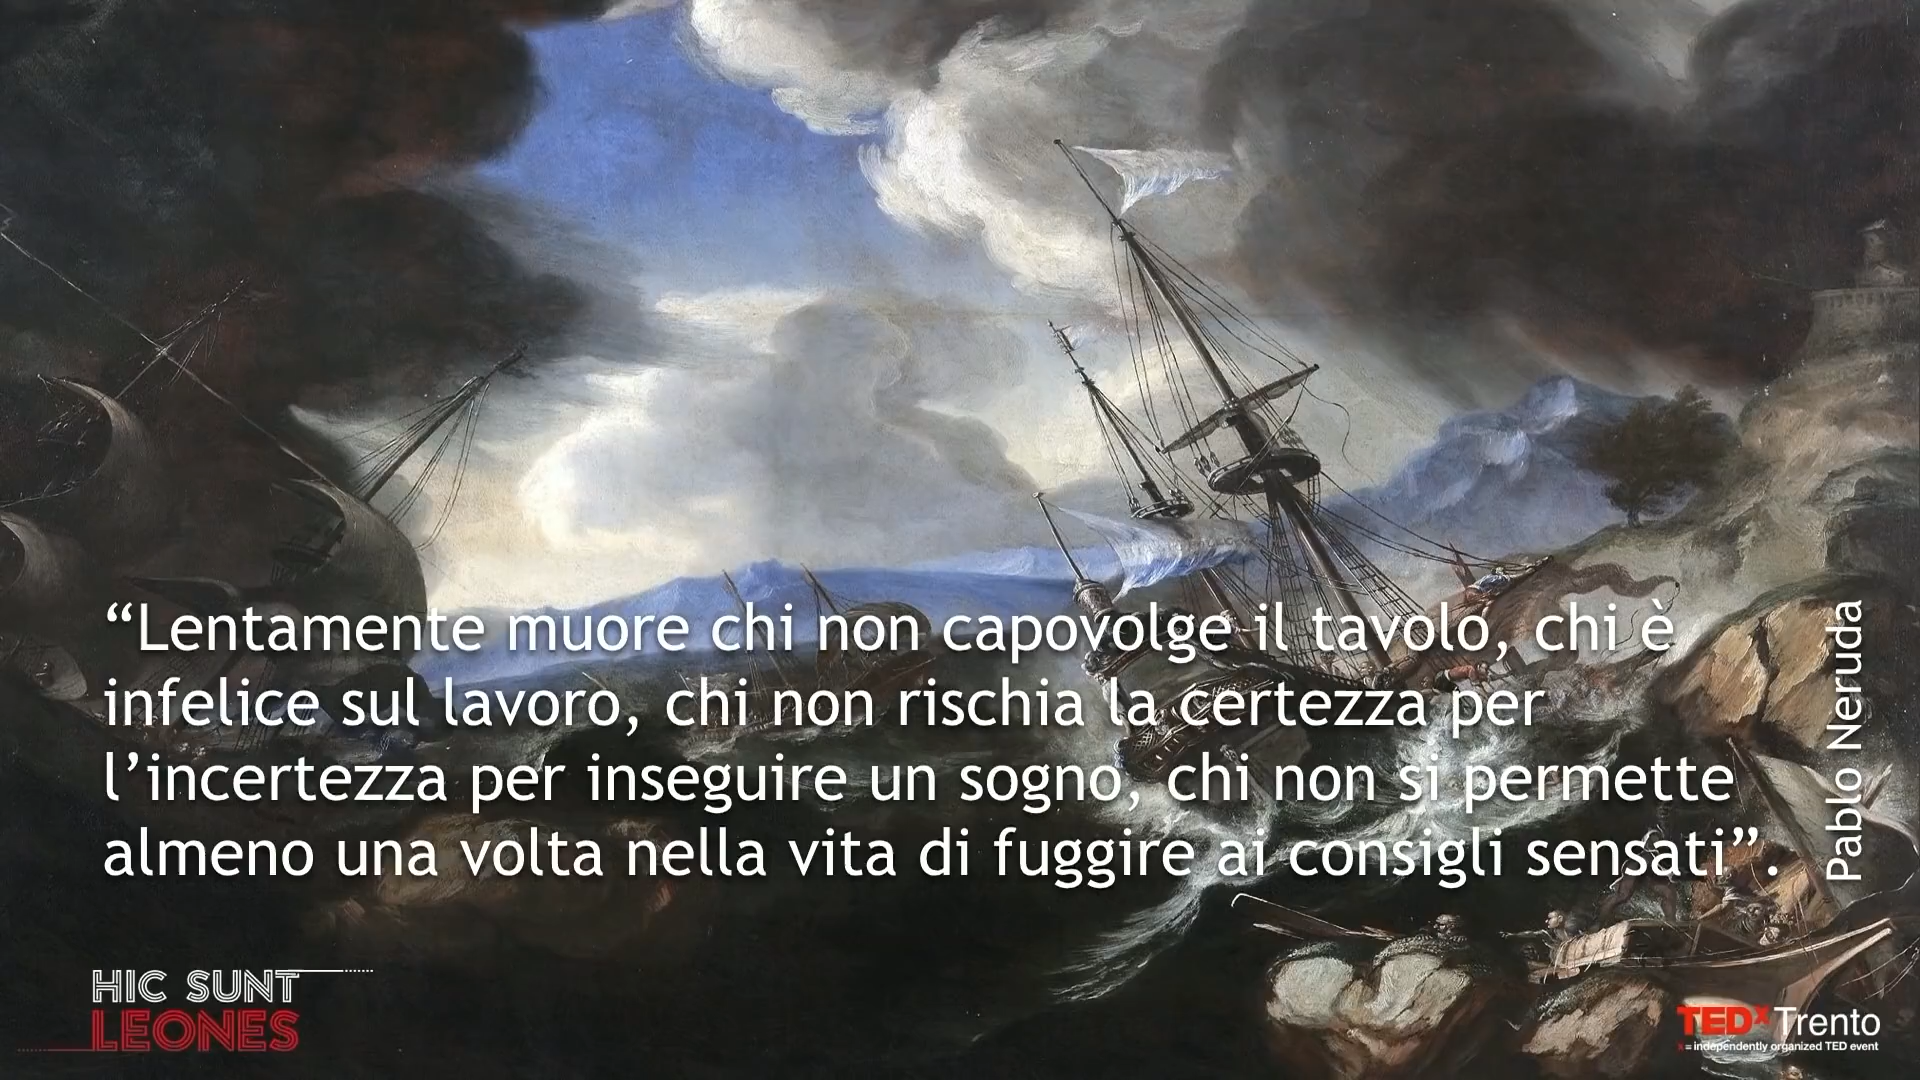 “Lentamente muore chi non capovolge il tavolo, chi è
infelice sul lavoro, chi non rischia la certezza per
l’incertezza per inseguire un sogno, chi non si permette
almeno una volta nella vita di fuggire ai consigli sensati”.
Pablo Neruda
HIC SUNT
LEONES
TEDxTrento
x = independently organized TED event